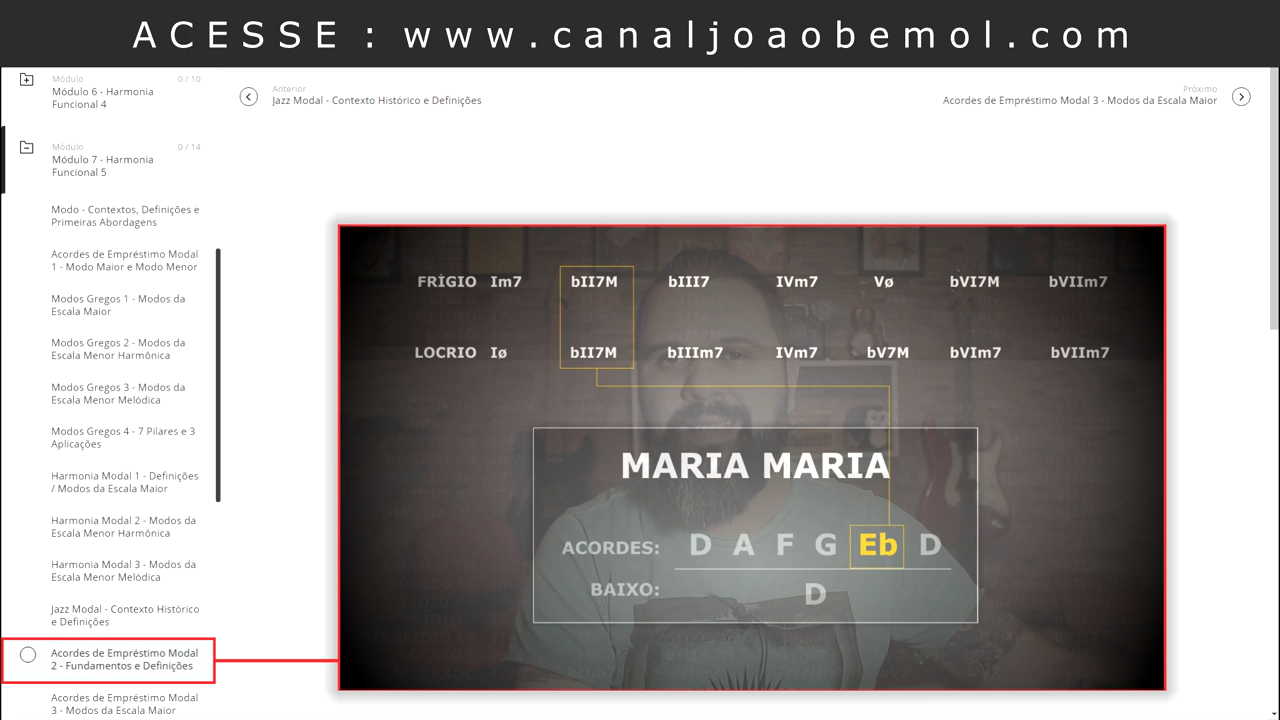 ACESSE : www.canaljoaobemol.com
Módulo 0 / 10
Módulo 6 - Harmonia
Funcional 4
Módulo 0 / 14
Módulo 7 - Harmonia
Funcional 5
Modo - Contextos, Definições e
Primeiras Abordagens
Acordes de Empréstimo Modal
1 - Modo Maior e Modo Menor
Modos Gregos 1 - Modos da
Escala Maior
Modos Gregos 2 - Modos da
Escala Menor Harmônica
Modos Gregos 3 - Modos da
Escala Menor Melódica
Modos Gregos 4 - 7 Pilares e 3
Aplicações
Harmonia Modal 1 - Definições
/ Modos da Escala Maior
Harmonia Modal 2 - Modos da
Escala Menor Harmônica
Harmonia Modal 3 - Modos da
Escala Menor Melódica
Jazz Modal - Contexto Histórico
e Definições
Acordes de Empréstimo Modal
2 - Fundamentos e Definições
Acordes de Empréstimo Modal
3 - Modos da Escala Maior
Anterior
Jazz Modal - Contexto Histórico e Definições
Próximo
Acordes de Empréstimo Modal 3 - Modos da Escala Maior
FRÍGIO Im7 bII7M bIII7 IVm7 Vø bVI7M bVIIm7
LOCRIO Iø bII7M bIIIm7 IVm7 bV7M bVIm7 bVIIm7
MARIA MARIA
ACORDES: D A F G Eb D
BAIXO: D